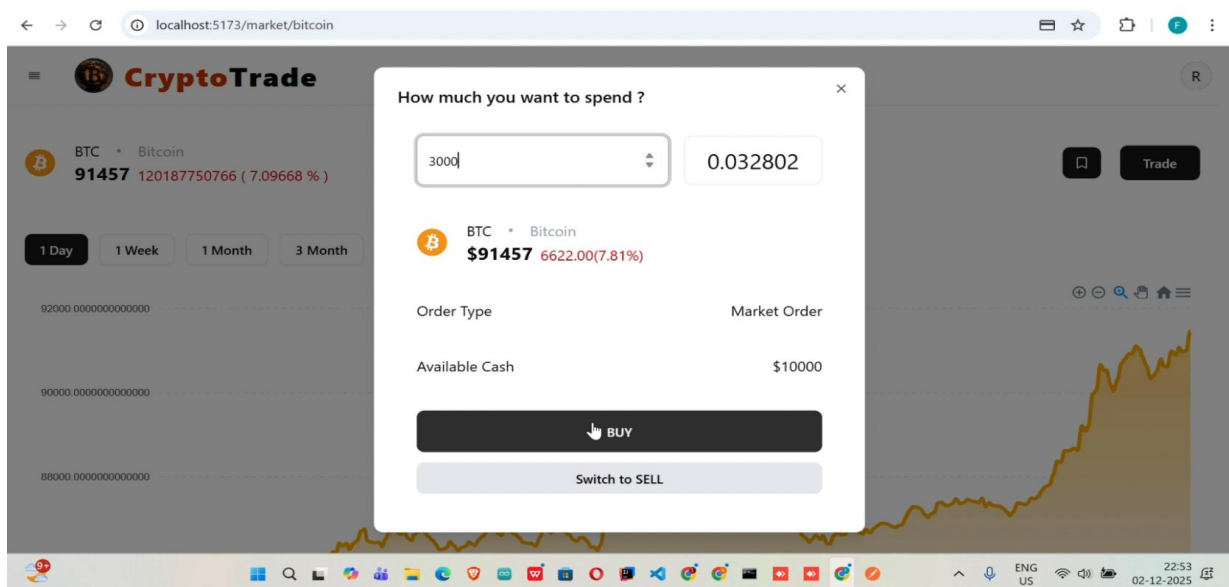 localhost:5173/market/bitcoin
F
CryptoTrade
R
How much you want to spend ?
3000
0.032802
BTC • Bitcoin
91457 120187750766 ( 7.09668 % )
Trade
BTC • Bitcoin
$91457 6622.00(7.81%)
1 Day 1 Week 1 Month 3 Month
92000.0000000000000
Order Type Market Order
Available Cash $10000
90000.0000000000000
BUY
Switch to SELL
88000.0000000000000
9+
ENG
US
22:53
02-12-2025